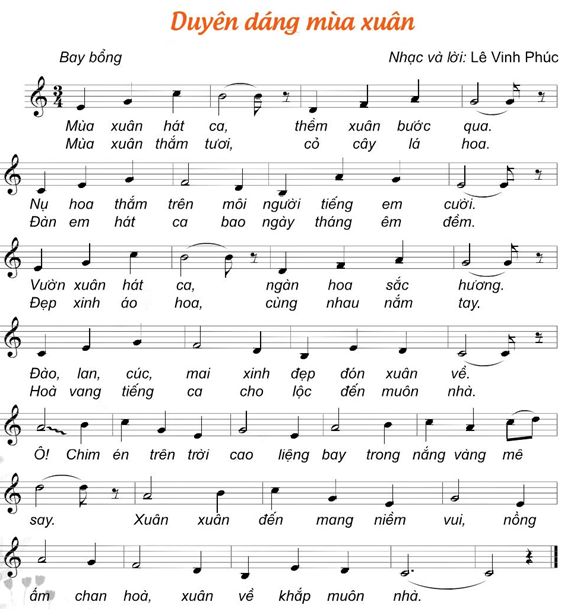 Duyên dáng mùa xuân
Bay bổng
Nhạc và lời: Lê Vinh Phúc
3
4
Mùa xuân hát ca, thềm xuân bước qua.
Mùa xuân thắm tươi, cỏ cây lá hoa.
Nụ hoa thắm trên môi người tiếng em cười.
Đàn em hát ca bao ngày tháng êm đềm.
Vườn xuân hát ca, ngàn hoa sắc hương.
Đẹp xinh áo hoa, cùng nhau nắm tay.
Đào, lan, cúc, mai xinh đẹp đón xuân về.
Hoà vang tiếng ca cho lộc đến muôn nhà.
Ô! Chim én trên trời cao liệng bay trong nắng vàng mê
say. Xuân xuân đến mang niềm vui, nồng
ấm chan hoà, xuân về khắp muôn nhà.